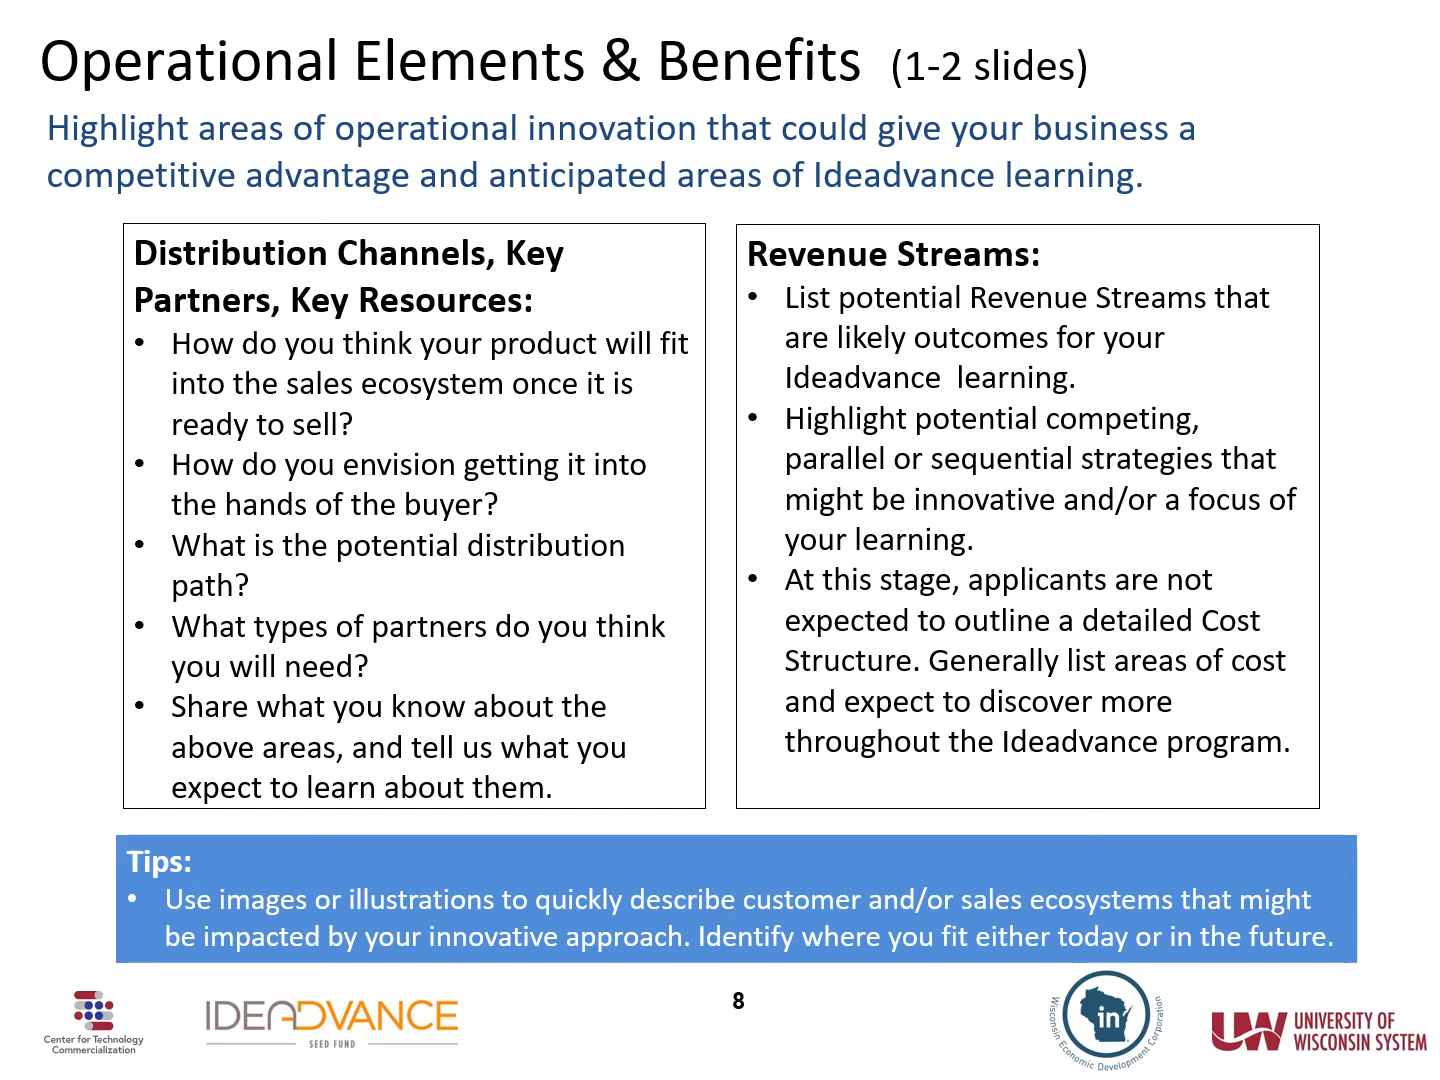 Operational Elements & Benefits (1-2 slides)
Highlight areas of operational innovation that could give your business a
competitive advantage and anticipated areas of Ideadvance learning.
Distribution Channels, Key
Partners, Key Resources:
• How do you think your product will fit
into the sales ecosystem once it is
ready to sell?
• How do you envision getting it into
the hands of the buyer?
• What is the potential distribution
path?
• What types of partners do you think
you will need?
• Share what you know about the
above areas, and tell us what you
expect to learn about them.
Revenue Streams:
• List potential Revenue Streams that
are likely outcomes for your
Ideadvance  learning.
• Highlight potential competing,
parallel or sequential strategies that
might be innovative and/or a focus of
your learning.
• At this stage, applicants are not
expected to outline a detailed Cost
Structure. Generally list areas of cost
and expect to discover more
throughout the Ideadvance program.
Tips:
• Use images or illustrations to quickly describe customer and/or sales ecosystems that might
be impacted by your innovative approach. Identify where you fit either today or in the future.
Center for Technology
Commercialization
IDEADVANCE
SEED FUND
8
Wisconsin Economic Development Corporation
in
UW
UNIVERSITY OF
WISCONSIN SYSTEM